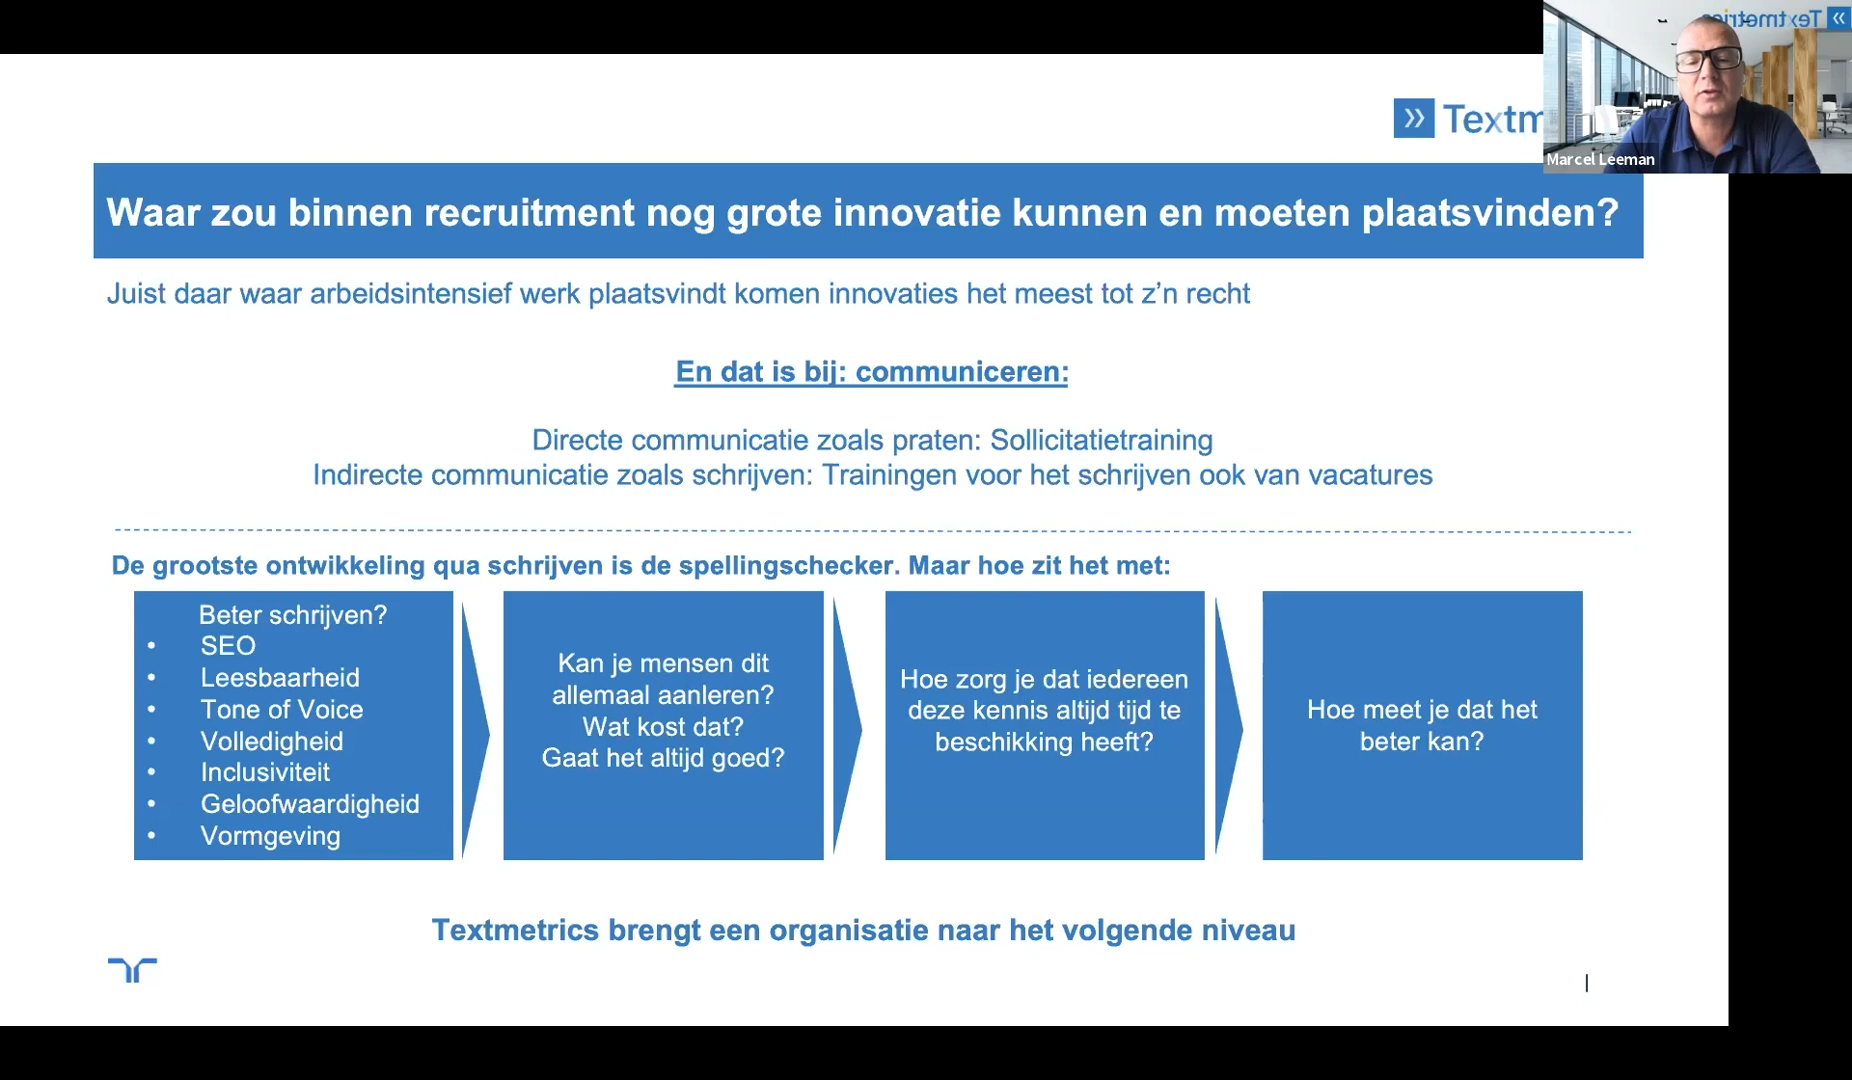 Textmetrics
Textm
Marcel Leeman
Waar zou binnen recruitment nog grote innovatie kunnen en moeten plaatsvinden?
Juist daar waar arbeidsintensief werk plaatsvindt komen innovaties het meest tot z’n recht
En dat is bij: communiceren:
Directe communicatie zoals praten: Sollicitatietraining
Indirecte communicatie zoals schrijven: Trainingen voor het schrijven ook van vacatures
De grootste ontwikkeling qua schrijven is de spellingschecker. Maar hoe zit het met:
Beter schrijven?
• SEO
• Leesbaarheid
• Tone of Voice
• Volledigheid
• Inclusiviteit
• Geloofwaardigheid
• Vormgeving
Kan je mensen dit
allemaal aanleren?
Wat kost dat?
Gaat het altijd goed?
Hoe zorg je dat iedereen
deze kennis altijd tijd te
beschikking heeft?
Hoe meet je dat het
beter kan?
Textmetrics brengt een organisatie naar het volgende niveau
|